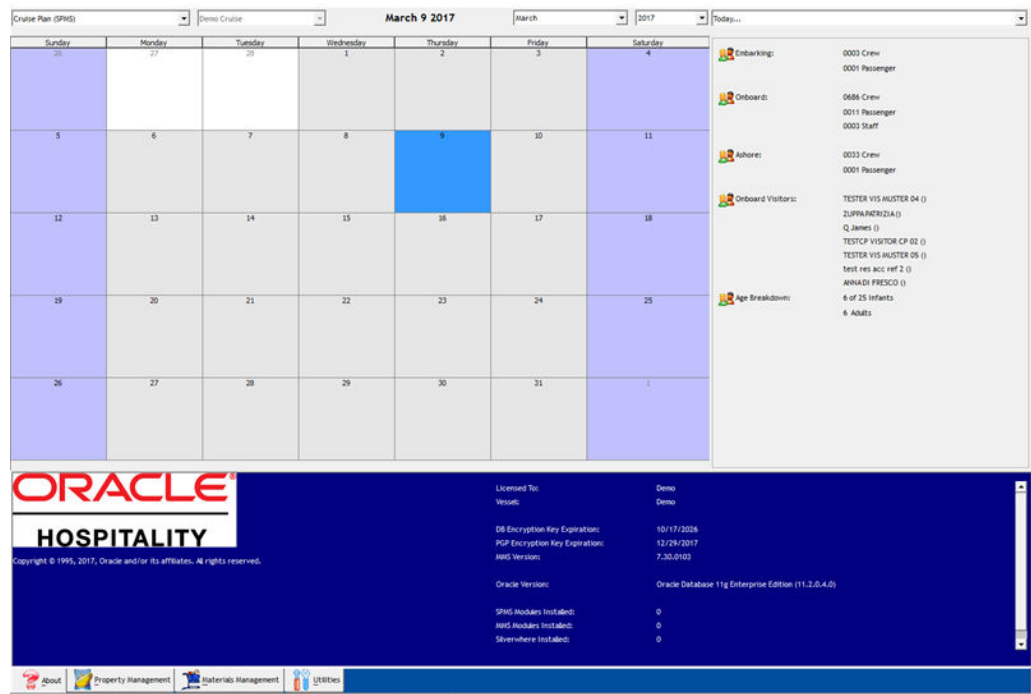 Cruise Plan (SPMS) Demo Cruise March 9 2017 March 2017 Today...
Sunday Monday Tuesday Wednesday Thursday Friday Saturday
26 27 28 1 2 3 4
5 6 7 8 9 10 11
12 13 14 15 16 17 18
19 20 21 22 23 24 25
26 27 28 29 30 31 1
Embarking: 0003 Crew
0001 Passenger
Onboard: 0686 Crew
0011 Passenger
0003 Staff
Ashore: 0033 Crew
0001 Passenger
Onboard Visitors: TESTER VIS MUSTER 04 ()
ZUPPAPATRIZIA ()
Q James ()
TESTCP VISITOR CP 02 ()
TESTER VIS MUSTER 05 ()
test res acc ref 2 ()
ANNADI FRESCO ()
Age Breakdown: 6 of 25 Infants
6 Adults
ORACLE®
HOSPITALITY
Copyright © 1995, 2017, Oracle and/or its affiliates. All rights reserved.
Licensed To: Demo
Vessel: Demo
DB Encryption Key Expiration: 10/17/2026
PGP Encryption Key Expiration: 12/29/2017
MMS Version: 7.30.0103
Oracle Version: Oracle Database 11g Enterprise Edition (11.2.0.4.0)
SPMS Modules Installed: 0
MMS Modules Installed: 0
Silverwhere Installed: 0
About Property Management Materials Management Utilities